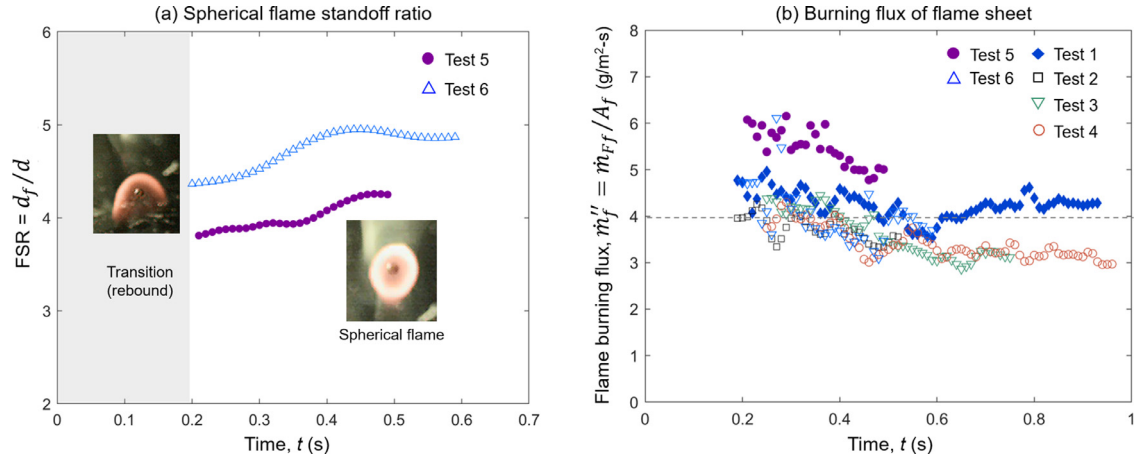 (a) Spherical flame standoff ratio
6
5
4
3
2
FSR = d_f/d
Test 5
Test 6
Transition
(rebound)
Spherical flame
0
0.1
0.2
0.3
0.4
0.5
0.6
0.7
Time, t (s)
(b) Burning flux of flame sheet
8
7
6
5
4
3
2
1
0
Flame burning flux, ṁ″_f = ṁ_Ff/A_f (g/m²-s)
Test 5
Test 6
Test 1
Test 2
Test 3
Test 4
0
0.2
0.4
0.6
0.8
1
Time, t (s)